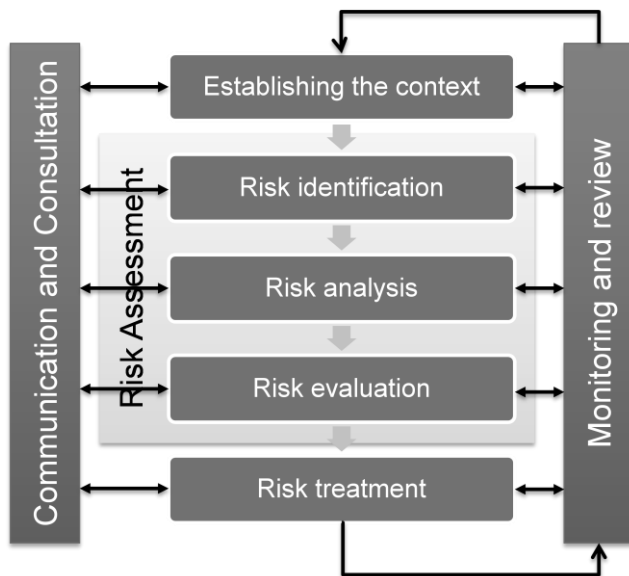 Communication and Consultation
Establishing the context
Risk Assessment
Risk identification
Risk analysis
Risk evaluation
Risk treatment
Monitoring and review